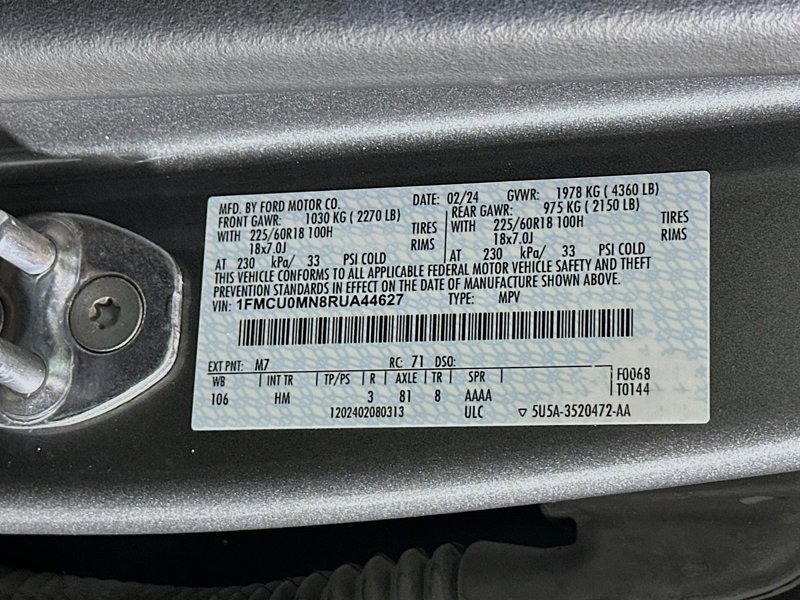 MFD. BY FORD MOTOR CO. DATE: 02/24 GVWR: 1978 KG ( 4360 LB)
FRONT GAWR: 1030 KG ( 2270 LB) REAR GAWR: 975 KG ( 2150 LB)
WITH 225/60R18 100H TIRES WITH 225/60R18 100H TIRES
18x7.0J RIMS 18x7.0J RIMS
AT 230 kPa/ 33 PSI COLD AT 230 kPa/ 33 PSI COLD
THIS VEHICLE CONFORMS TO ALL APPLICABLE FEDERAL MOTOR VEHICLE SAFETY AND THEFT
PREVENTION STANDARDS IN EFFECT ON THE DATE OF MANUFACTURE SHOWN ABOVE.
VIN: 1FMCU0MN8RUA44627 TYPE: MPV
EXT PNT: M7 RC: 71 DSO:
WB INT TR TP/PS R AXLE TR SPR F0068
106 HM 3 81 8 AAAA T0144
1202402080313 ULC ▽ 5U5A-3520472-AA